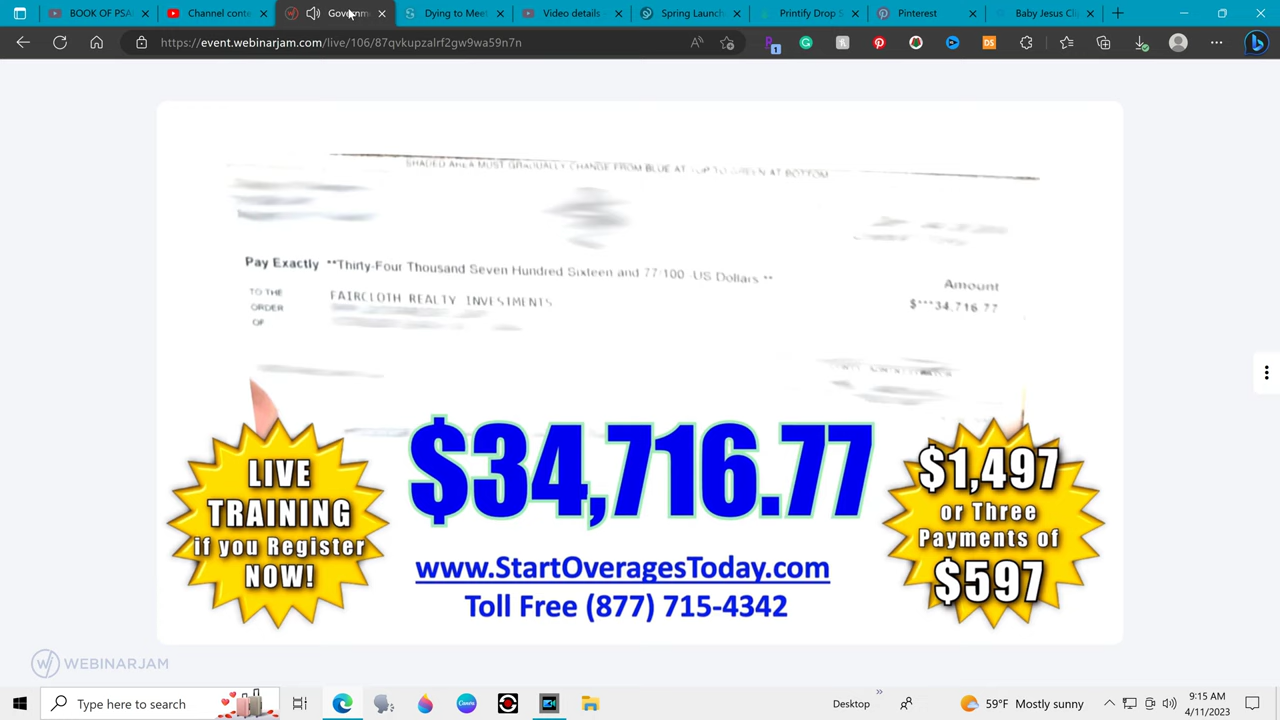 BOOK OF PSA
Channel conte
Governm
Dying to Meet
Video details
Spring Launch
Printify Drop S
Pinterest
Baby Jesus Cli
https://event.webinarjam.com/live/106/87qvkupzalrf2gw9wa59n7n
1
DS
SHADED AREA MUST GRADUALLY CHANGE FROM BLUE AT TOP TO GREEN AT BOTTOM
Pay Exactly **Thirty-Four Thousand Seven Hundred Sixteen and 77/100 -US Dollars **
Amount
TO THE
ORDER
OF
FAIRCLOTH REALTY INVESTMENTS
$***34,716.77
LIVE
TRAINING
if you Register
NOW!
$34,716.77
www.StartOveragesToday.com
Toll Free (877) 715-4342
$1,497
or Three
Payments of
$597
WEBINARJAM
Type here to search
Canva
Desktop
59°F Mostly sunny
9:15 AM
4/11/2023